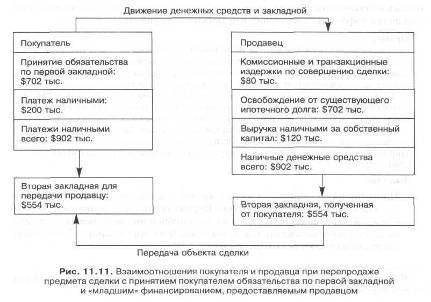 Движение денежных средств и закладной
Покупатель
Принятие обязательства
по первой закладной:
$702 тыс.
Платеж наличными:
$200 тыс.
Платежи наличными
всего: $902 тыс.
Вторая закладная для
передачи продавцу:
$554 тыс.
Продавец
Комиссионные и транзакционные
издержки по совершению сделки:
$80 тыс.
Освобождение от существующего
ипотечного долга: $702 тыс.
Выручка наличными за собственный
капитал: $120 тыс.
Наличные денежные средства
всего: $902 тыс.
Вторая закладная, полученная
от покупателя: $554 тыс.
Передача объекта сделки
Рис. 11.11. Взаимоотношения покупателя и продавца при перепродаже
предмета сделки с принятием покупателем обязательства по первой закладной
и «младшим» финансированием, предоставляемым продавцом